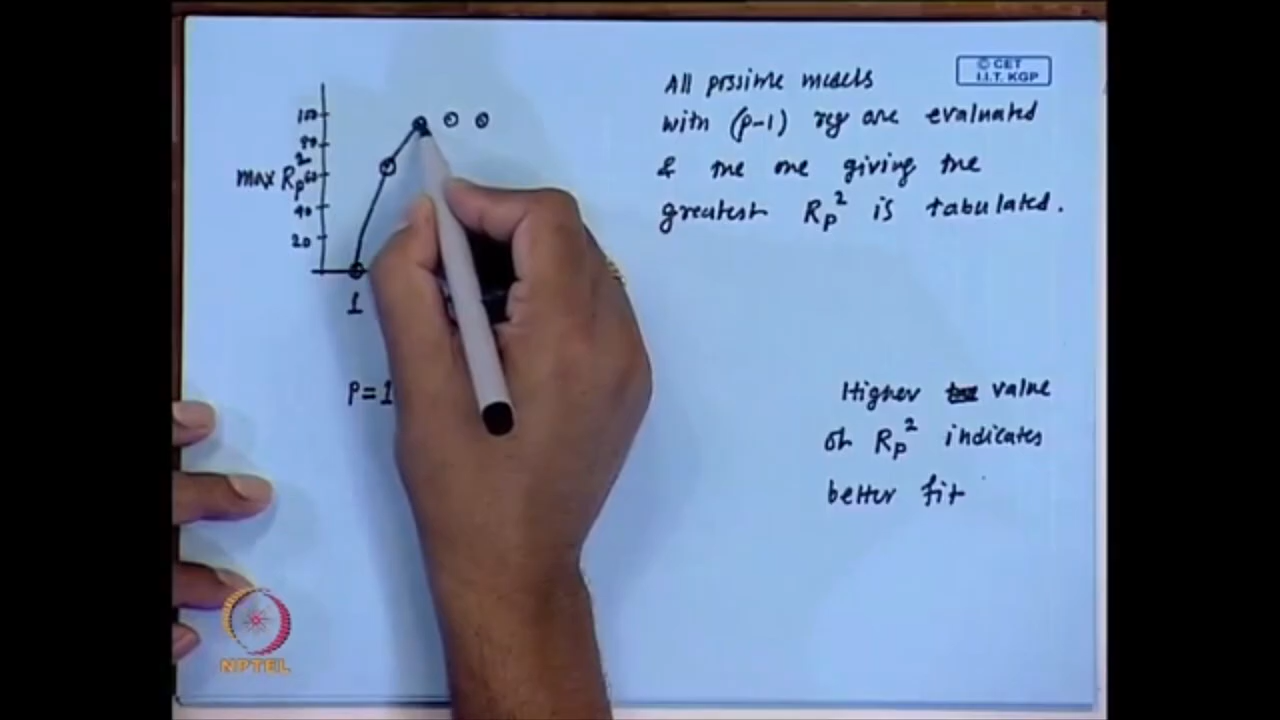 © CET
I.I.T. KGP
All possible models
with (p-1) reg are evaluated
& the one giving the
greatest Rp² is tabulated.
100
80
max Rp² 60
40
20
1
P=1
Higher value
of Rp² indicates
better fit
NPTEL